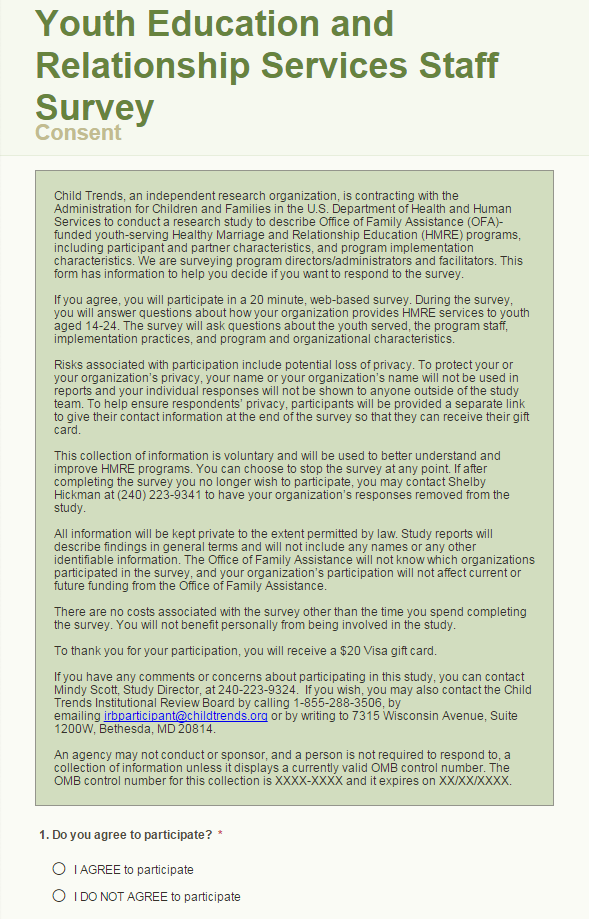 Youth Education and
Relationship Services Staff
Survey
Consent
Child Trends, an independent research organization, is contracting with the
Administration for Children and Families in the U.S. Department of Health and Human
Services to conduct a research study to describe Office of Family Assistance (OFA)-
funded youth-serving Healthy Marriage and Relationship Education (HMRE) programs,
including participant and partner characteristics, and program implementation
characteristics. We are surveying program directors/administrators and facilitators. This
form has information to help you decide if you want to respond to the survey.
If you agree, you will participate in a 20 minute, web-based survey. During the survey,
you will answer questions about how your organization provides HMRE services to youth
aged 14-24. The survey will ask questions about the youth served, the program staff,
implementation practices, and program and organizational characteristics.
Risks associated with participation include potential loss of privacy. To protect your or
your organization's privacy, your name or your organization's name will not be used in
reports and your individual responses will not be shown to anyone outside of the study
team. To help ensure respondents' privacy, participants will be provided a separate link
to give their contact information at the end of the survey so that they can receive their gift
card.
This collection of information is voluntary and will be used to better understand and
improve HMRE programs. You can choose to stop the survey at any point. If after
completing the survey you no longer wish to participate, you may contact Shelby
Hickman at (240) 223-9341 to have your organization's responses removed from the
study.
All information will be kept private to the extent permitted by law. Study reports will
describe findings in general terms and will not include any names or any other
identifiable information. The Office of Family Assistance will not know which organizations
participated in the survey, and your organization's participation will not affect current or
future funding from the Office of Family Assistance.
There are no costs associated with the survey other than the time you spend completing
the survey. You will not benefit personally from being involved in the study.
To thank you for your participation, you will receive a $20 Visa gift card.
If you have any comments or concerns about participating in this study, you can contact
Mindy Scott, Study Director, at 240-223-9324. If you wish, you may also contact the Child
Trends Institutional Review Board by calling 1-855-288-3506, by
emailing irbparticipant@childtrends.org or by writing to 7315 Wisconsin Avenue, Suite
1200W, Bethesda, MD 20814.
An agency may not conduct or sponsor, and a person is not required to respond to, a
collection of information unless it displays a currently valid OMB control number. The
OMB control number for this collection is XXXX-XXXX and it expires on XX/XX/XXXX.
1. Do you agree to participate? *
I AGREE to participate
I DO NOT AGREE to participate